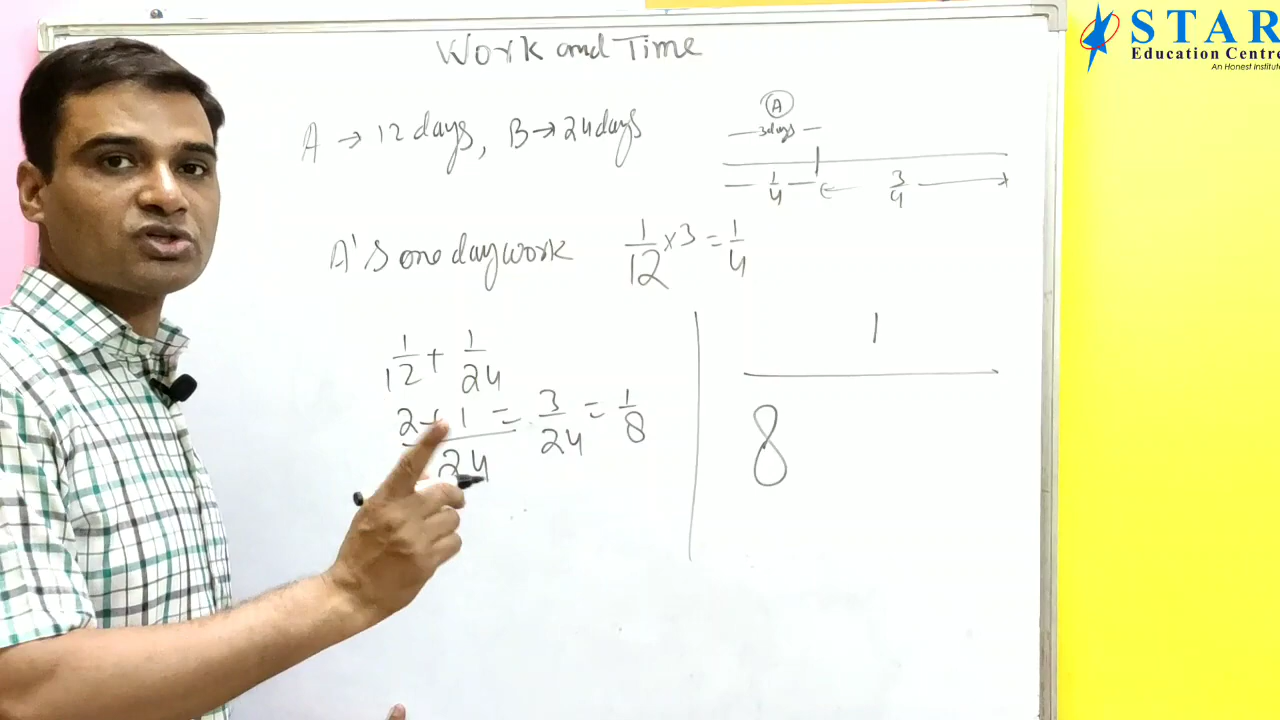 STAR
Education Centre
An Honest Institute
Work and Time
A → 12 days, B → 24 days
A
3days
1/4 3/4
A's one day work 1/12 × 3 = 1/4
1/12 + 1/24
2+1/24 = 3/24 = 1/8
1
8